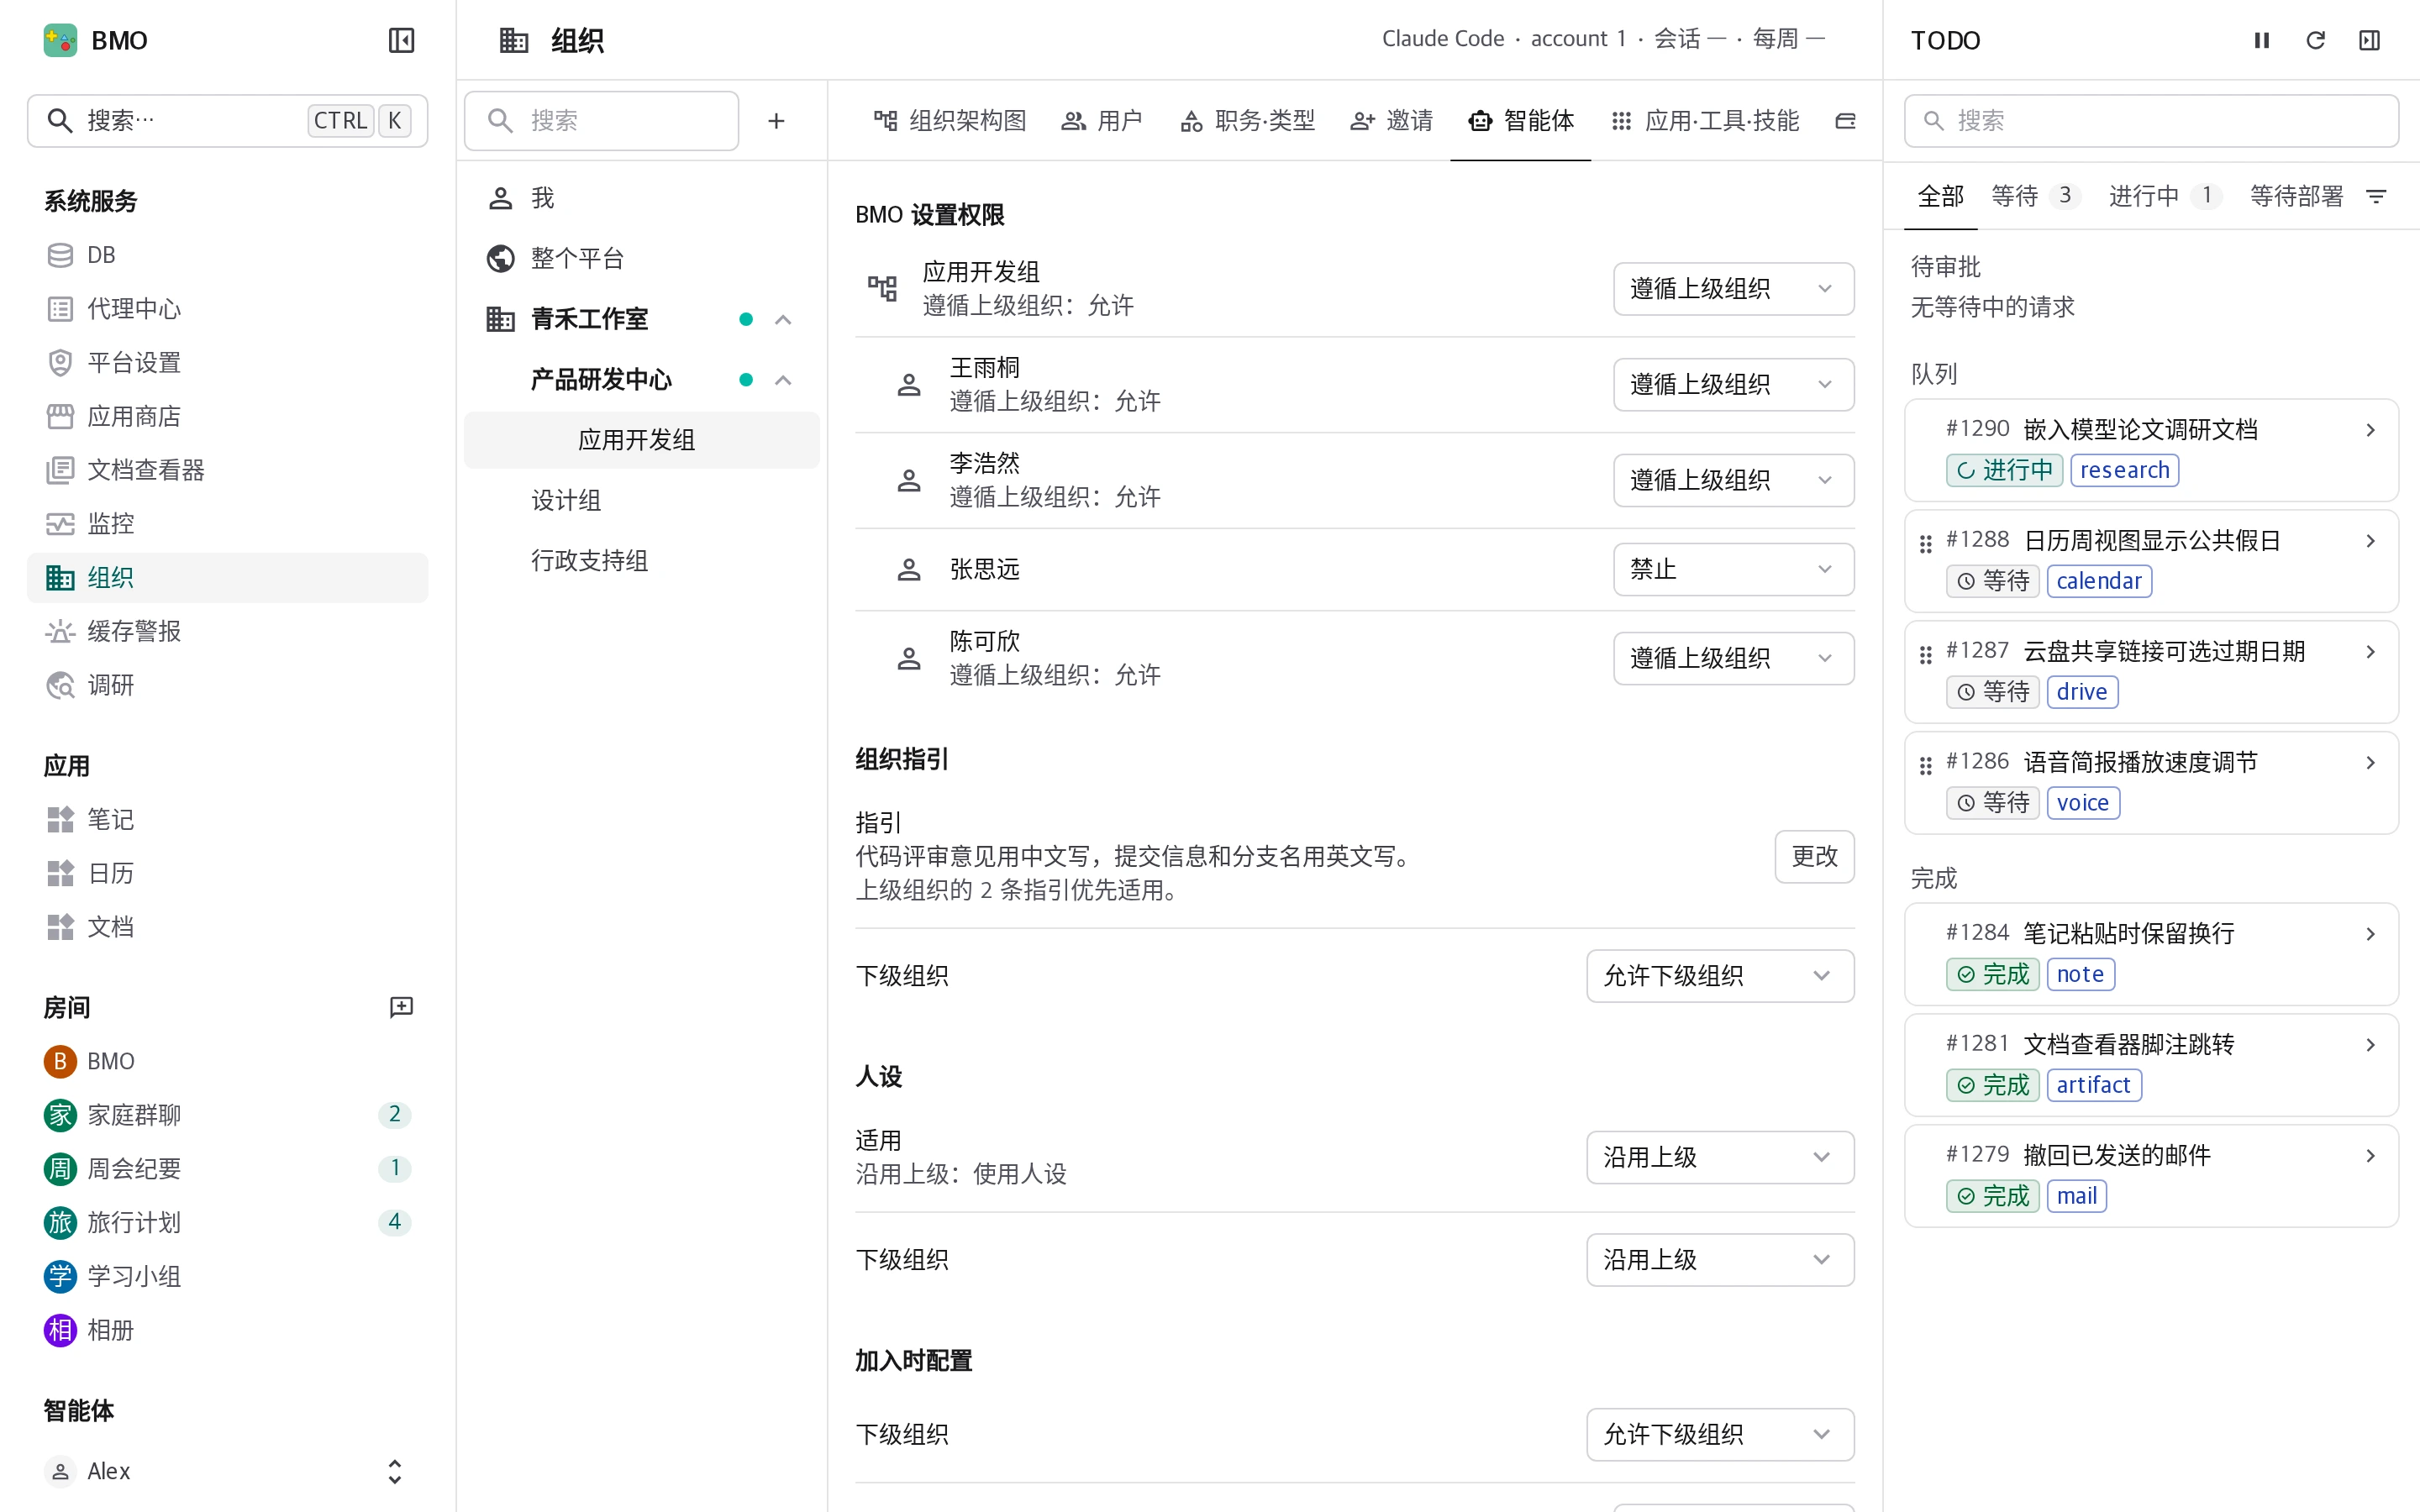 BMO
搜索…
CTRL K
系统服务
DB
代理中心
平台设置
应用商店
文档查看器
监控
组织
缓存警报
调研
应用
笔记
日历
文档
房间
B BMO
家 家庭群聊 2
周 周会纪要 1
旅 旅行计划 4
学 学习小组
相 相册
智能体
Alex
组织
Claude Code · account 1 · 会话 — · 每周 —
搜索
我
整个平台
青禾工作室
产品研发中心
应用开发组
设计组
行政支持组
组织架构图 用户 职务·类型 邀请 智能体 应用·工具·技能
BMO 设置权限
应用开发组
遵循上级组织：允许
遵循上级组织
王雨桐
遵循上级组织：允许
遵循上级组织
李浩然
遵循上级组织：允许
遵循上级组织
张思远
禁止
陈可欣
遵循上级组织：允许
遵循上级组织
组织指引
指引
代码评审意见用中文写，提交信息和分支名用英文写。
上级组织的 2 条指引优先适用。
更改
下级组织
允许下级组织
人设
适用
沿用上级：使用人设
沿用上级
下级组织
沿用上级
加入时配置
下级组织
允许下级组织
TODO
搜索
全部 等待 3 进行中 1 等待部署
待审批
无等待中的请求
队列
#1290 嵌入模型论文调研文档
进行中 research
#1288 日历周视图显示公共假日
等待 calendar
#1287 云盘共享链接可选过期日期
等待 drive
#1286 语音简报播放速度调节
等待 voice
完成
#1284 笔记粘贴时保留换行
完成 note
#1281 文档查看器脚注跳转
完成 artifact
#1279 撤回已发送的邮件
完成 mail